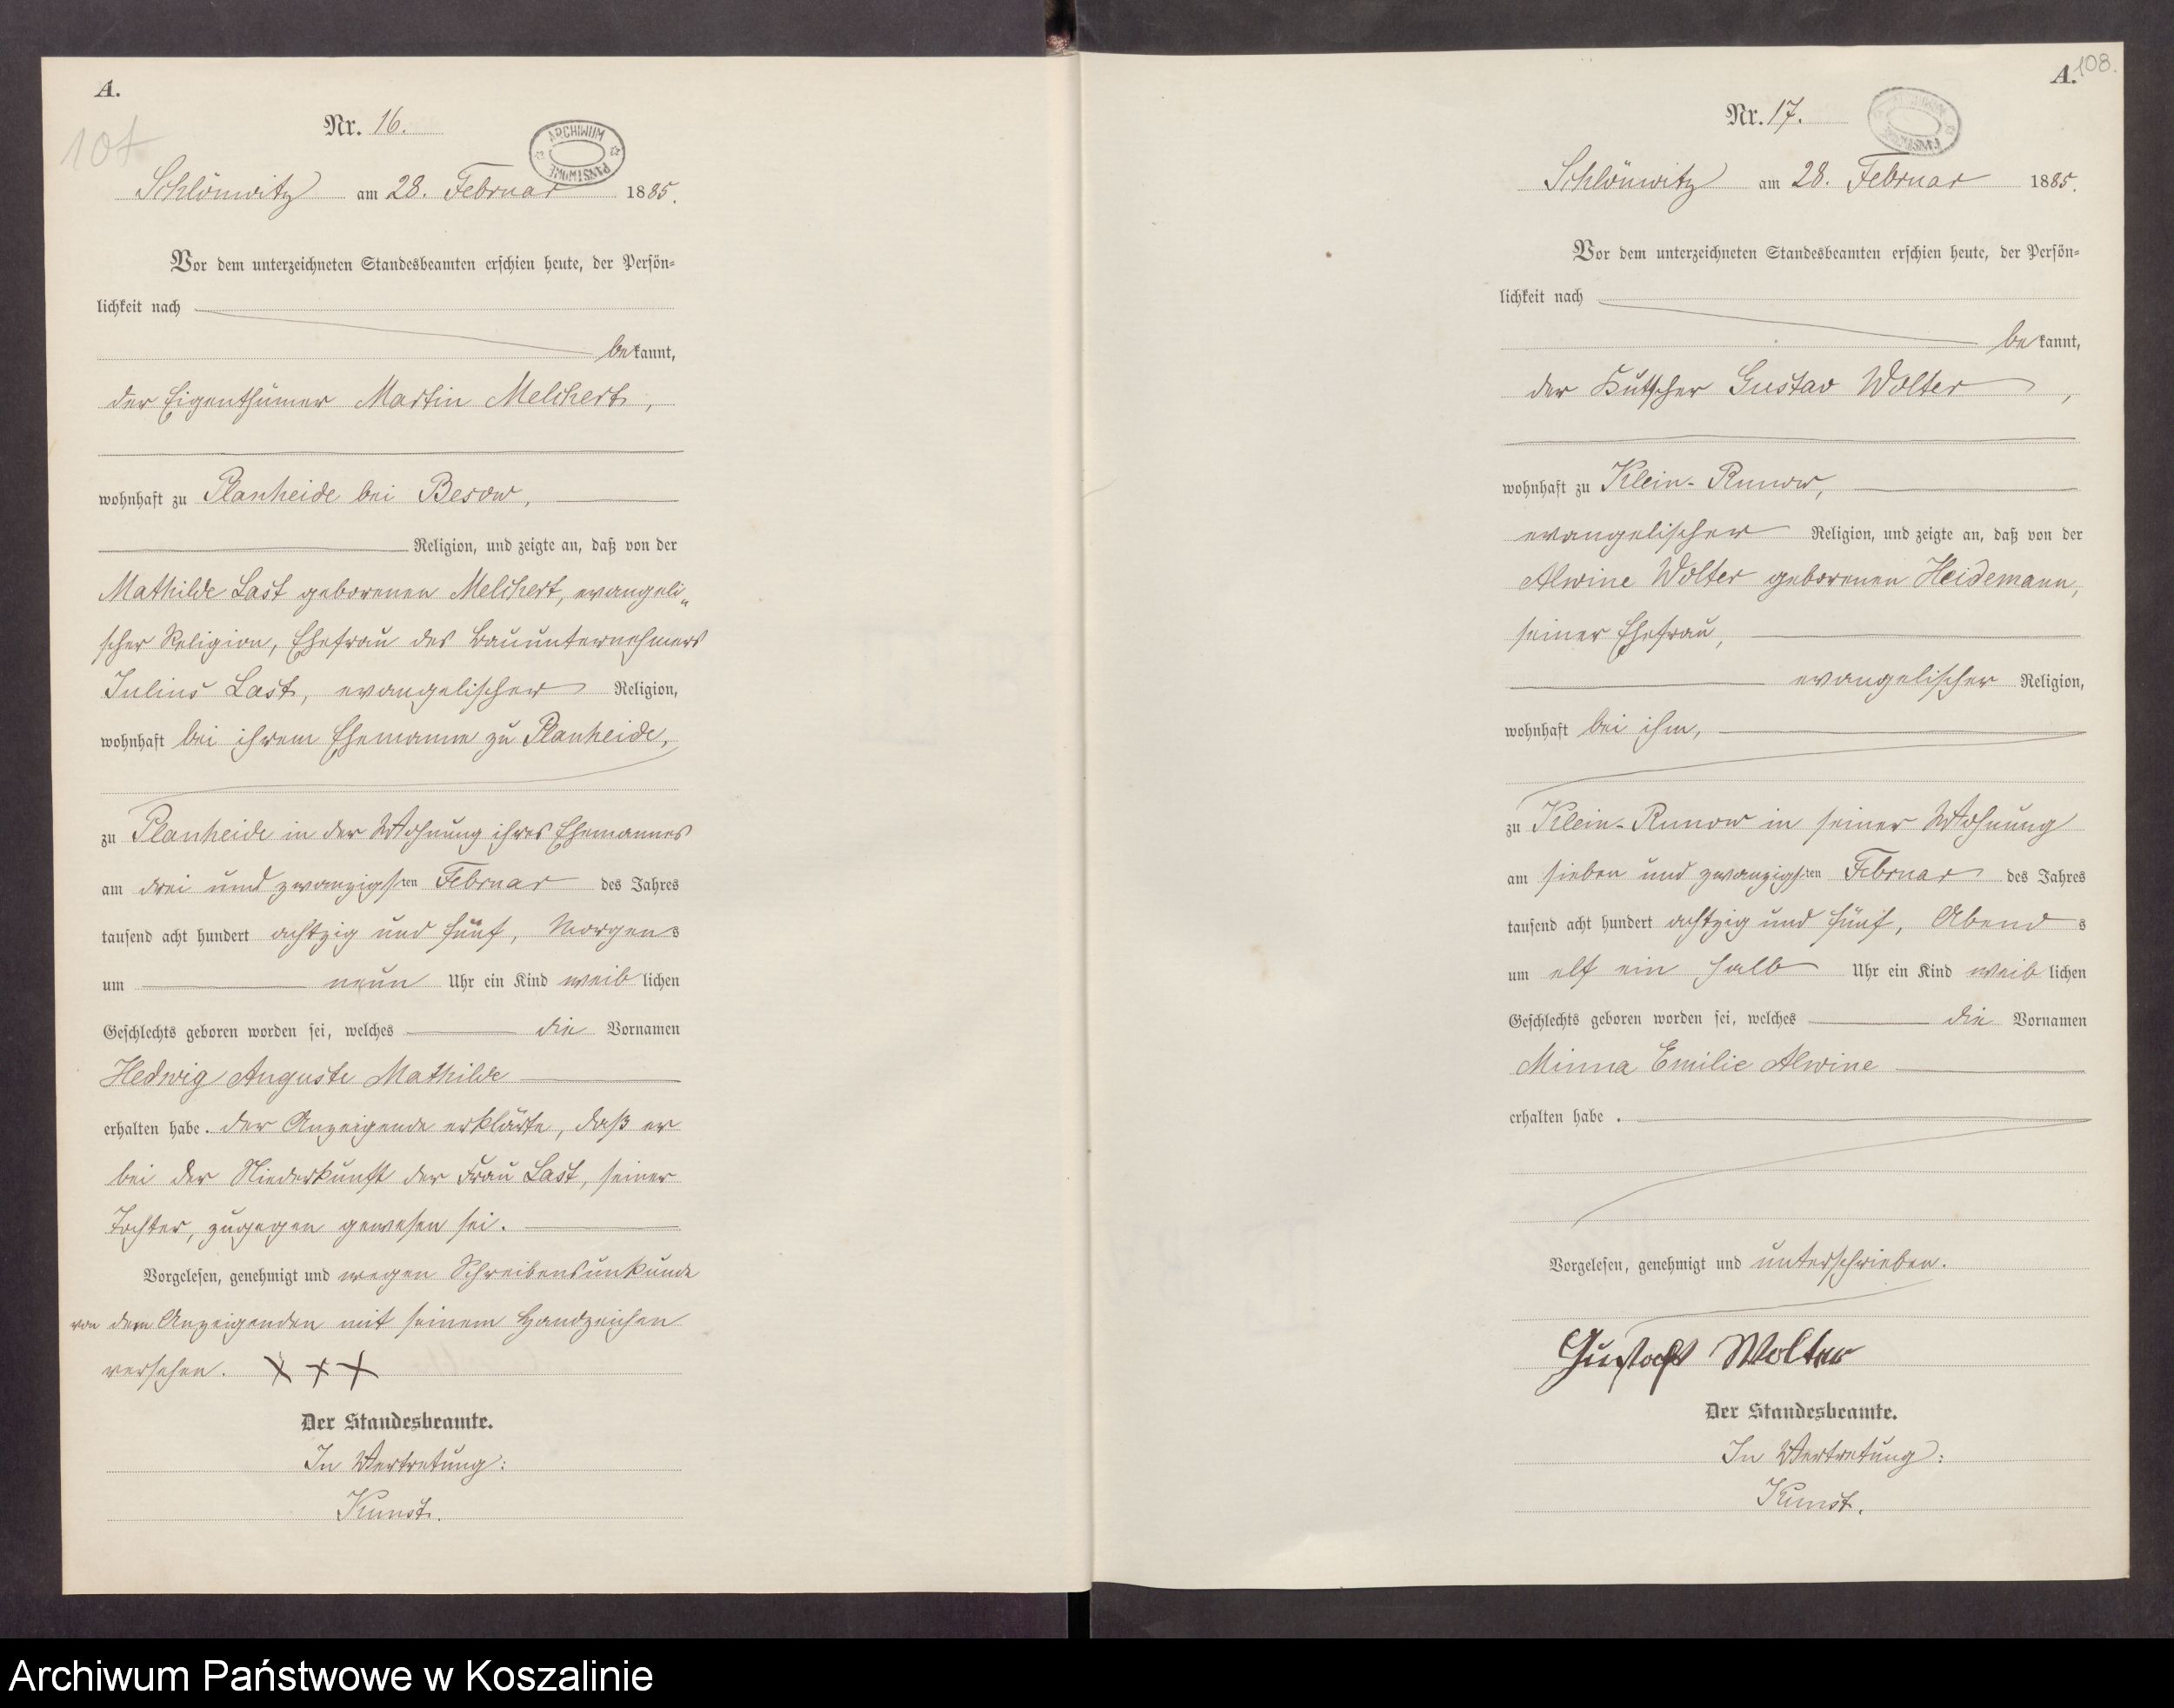 A.
107
Nr. 16.
ARCHIWUM PAŃSTWOWE
Schlönwitz am 28. Februar 1885.
Vor dem unterzeichneten Standesbeamten erschien heute, der Persön-
lichkeit nach
bekannt,
der Eigenthümer Martin Melchert,
wohnhaft zu Planheide bei Besow,
Religion, und zeigte an, daß von der
Mathilde Last geborenen Melchert, evangeli„
scher Religion, Ehefrau des Bauunternehmers
Julius Last, evangelischer Religion,
wohnhaft bei ihrem Ehemanne zu Planheide,
zu Planheide in der Wohnung ihres Ehemannes
am drei und zwanzigsten Februar des Jahres
tausend acht hundert achtzig und fünf, Morgens
um neun Uhr ein Kind weiblichen
Geschlechts geboren worden sei, welches die Vornamen
Hedwig Auguste Mathilde
erhalten habe. Der Anzeigende erklärte, daß er
bei der Niederkunft der Frau Last, seiner
Tochter, zugegen gewesen sei.
Vorgelesen, genehmigt und wegen Schreibensunkunde
von dem Anzeigenden mit seinem Handzeichen
versehen. X X X
Der Standesbeamte.
In Vertretung:
Kunst.
A. 108.
Nr. 17.
Schlönwitz am 28. Februar 1885.
Vor dem unterzeichneten Standesbeamten erschien heute, der Persön-
lichkeit nach
bekannt,
der Kutscher Gustav Wolter,
wohnhaft zu Klein-Runow,
evangelischer Religion, und zeigte an, daß von der
Alwine Wolter geborenen Heidemann,
seiner Ehefrau,
evangelischer Religion,
wohnhaft bei ihm,
zu Klein-Runow in seiner Wohnung
am sieben und zwanzigsten Februar des Jahres
tausend acht hundert achtzig und fünf, Abends
um elf ein halb Uhr ein Kind weiblichen
Geschlechts geboren worden sei, welches die Vornamen
Minna Emilie Alwine
erhalten habe.
Vorgelesen, genehmigt und unterschrieben.
Gustaf Wolter
Der Standesbeamte.
In Vertretung:
Kunst.
Archiwum Państwowe w Koszalinie